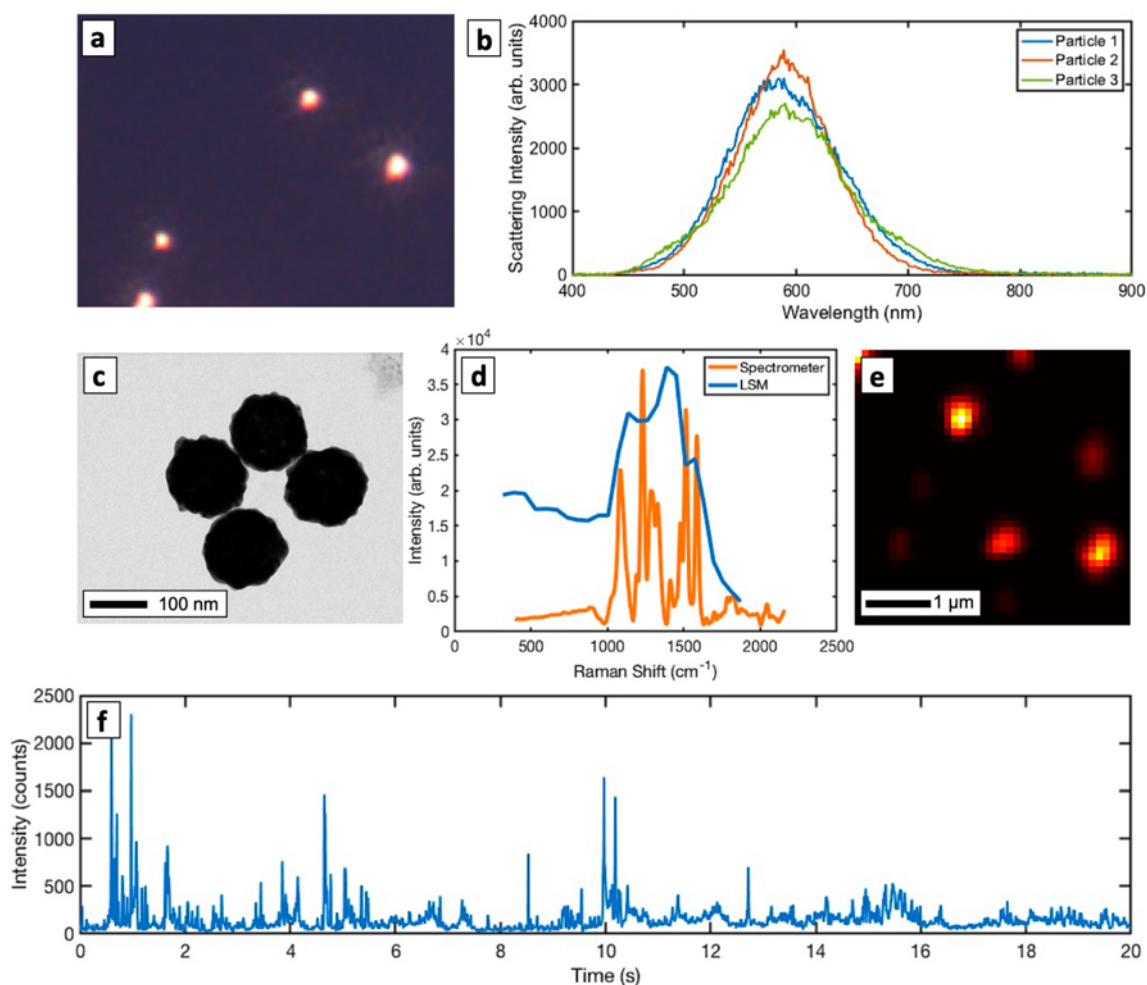 a
b
4000
3000
2000
1000
0
Scattering Intensity (arb. units)
Particle 1
Particle 2
Particle 3
400
500
600
700
800
900
Wavelength (nm)
c
100 nm
d
×10⁴
4
3.5
3
2.5
2
1.5
1
0.5
0
Intensity (arb. units)
Spectrometer
LSM
0
500
1000
1500
2000
2500
Raman Shift (cm⁻¹)
e
1 µm
f
2500
2000
1500
1000
500
0
Intensity (counts)
0
2
4
6
8
10
12
14
16
18
20
Time (s)